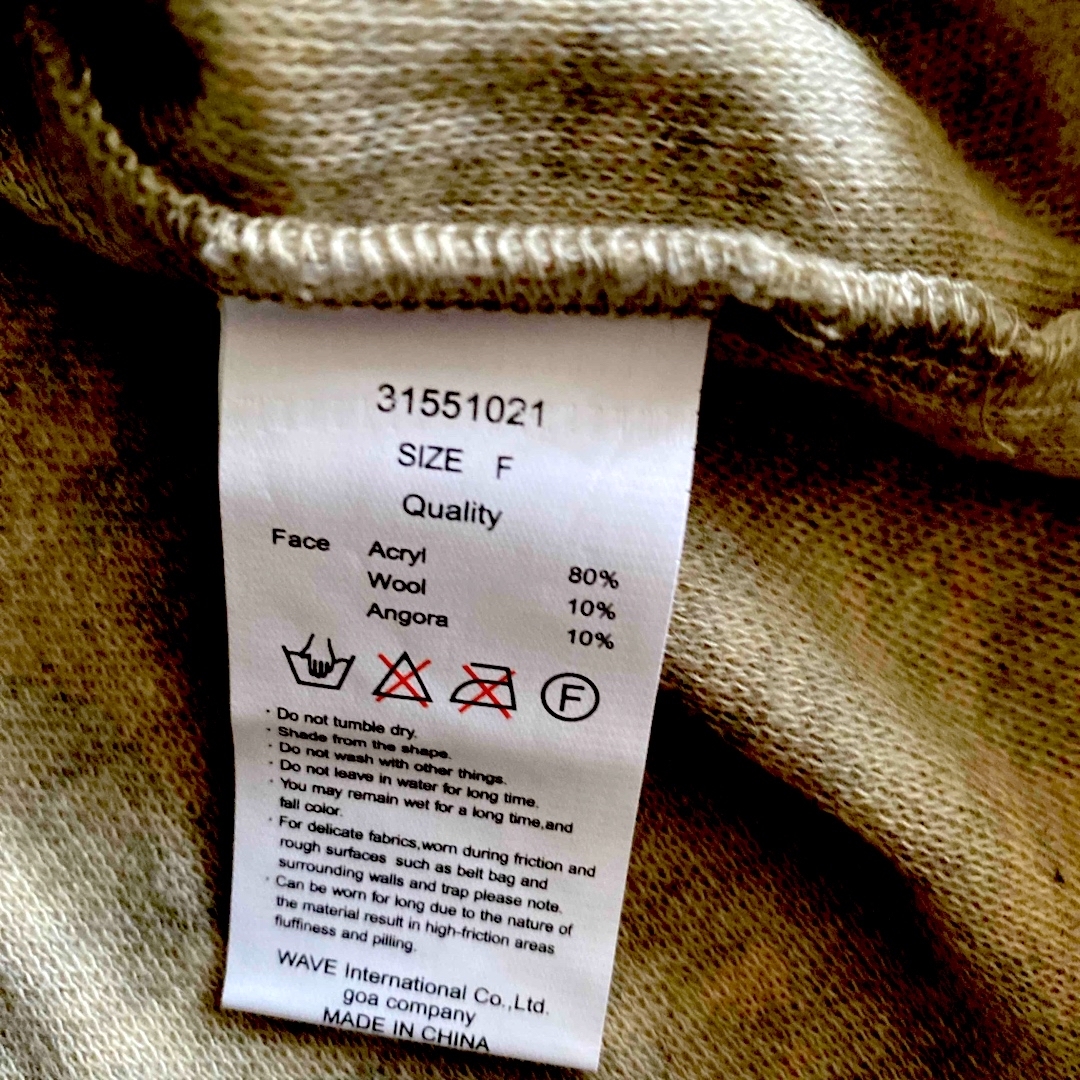 31551021
SIZE F
Quality
Face Acryl 80%
Wool 10%
Angora 10%
F
· Do not tumble dry.
· Shade from the shape.
· Do not wash with other things.
· Do not leave in water for long time.
· You may remain wet for a long time,and
fall color.
· For delicate fabrics,worn during friction and
rough surfaces such as belt bag and
surrounding walls and trap please note.
· Can be worn for long due to the nature of
the material result in high-friction areas
fluffiness and pilling.
WAVE International Co.,Ltd.
goa company
MADE IN CHINA